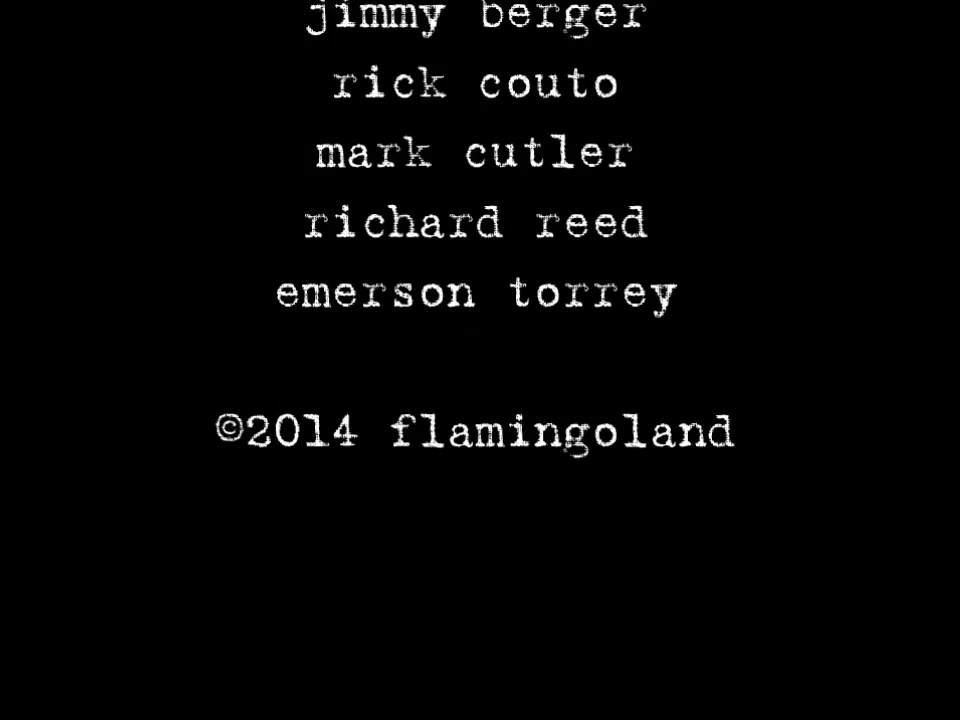 jimmy berger
rick couto
mark cutler
richard reed
emerson torrey
©2014 flamingoland